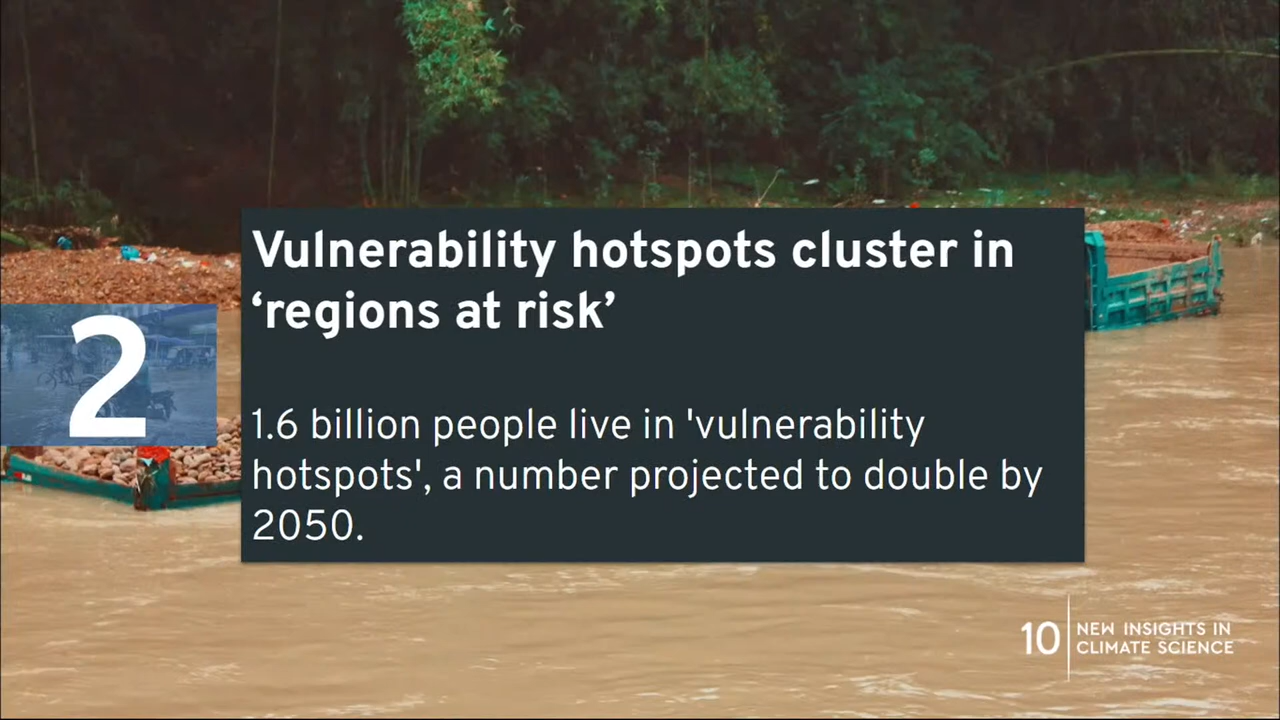 2
Vulnerability hotspots cluster in
‘regions at risk’
1.6 billion people live in 'vulnerability
hotspots', a number projected to double by
2050.
10
NEW INSIGHTS IN
CLIMATE SCIENCE